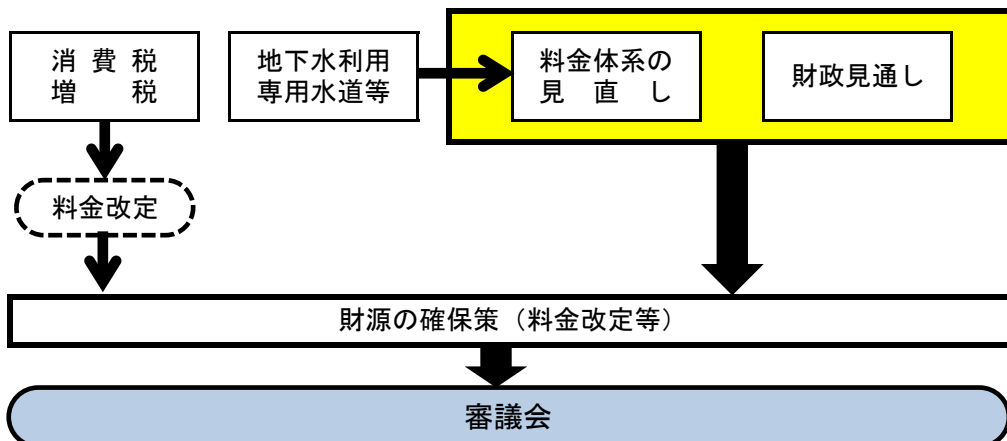 消費税
増税
地下水利用
専用水道等
料金体系の
見直し
財政見通し
料金改定
財源の確保策（料金改定等）
審議会